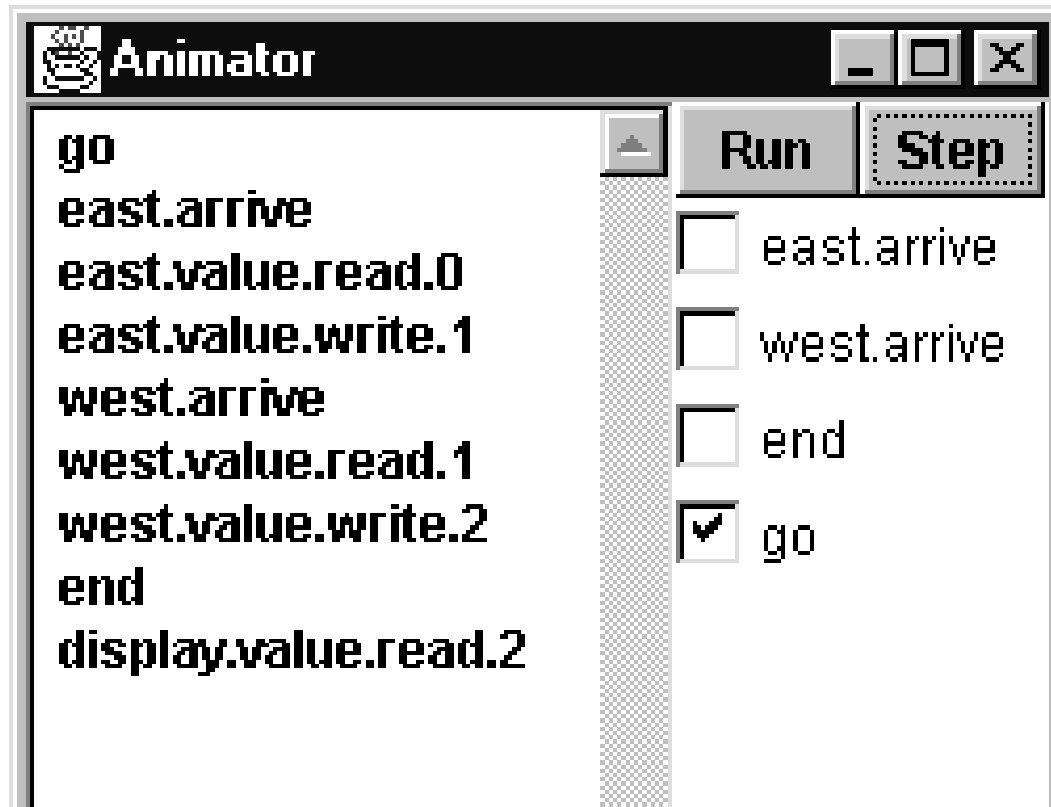 Animator
go
east.arrive
east.value.read.0
east.value.write.1
west.arrive
west.value.read.1
west.value.write.2
end
display.value.read.2
Run Step
east.arrive
west.arrive
end
go